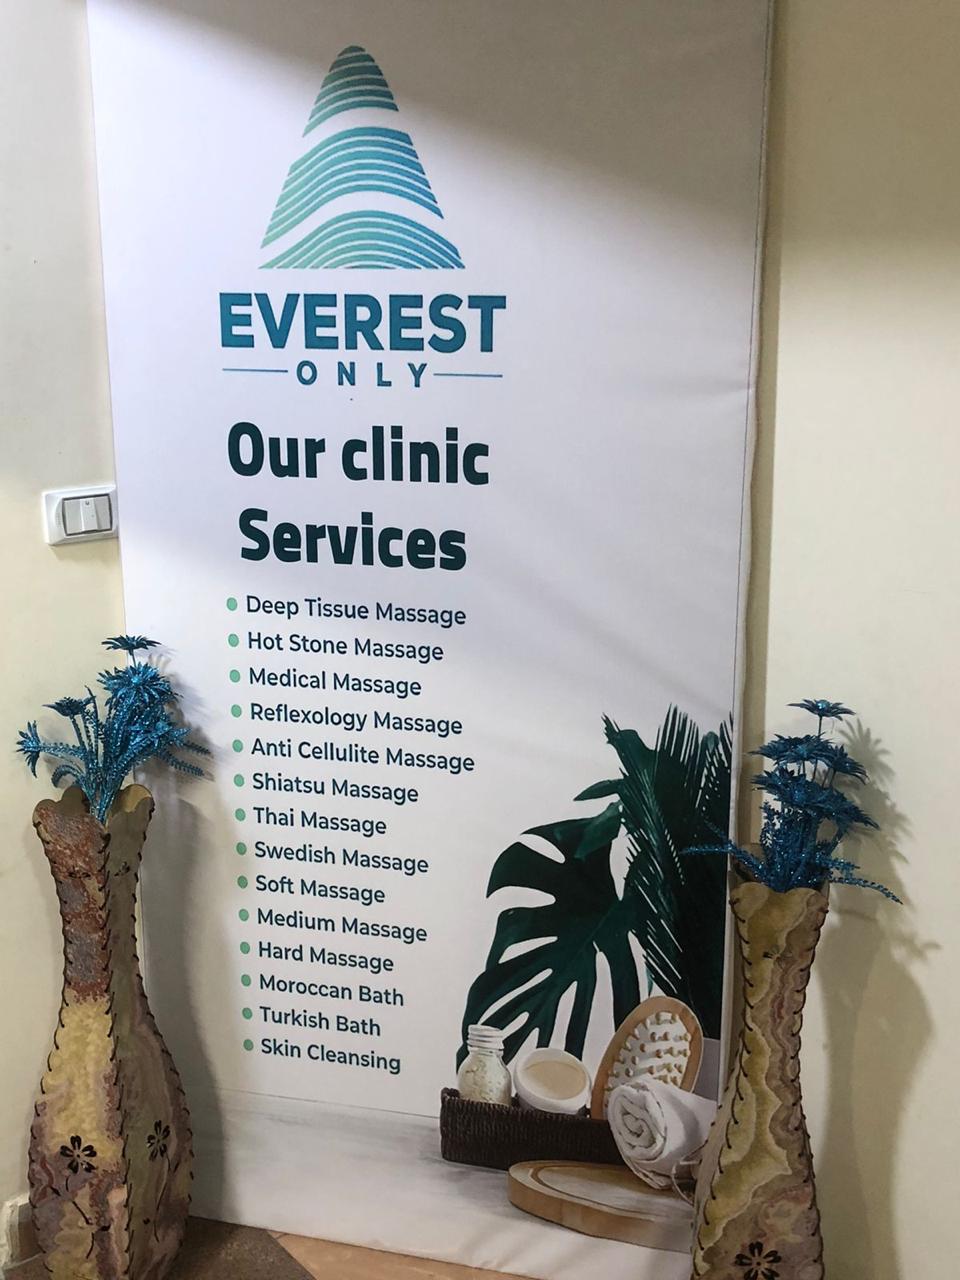 EVEREST
ONLY
Our clinic
Services
Deep Tissue Massage
Hot Stone Massage
Medical Massage
Reflexology Massage
Anti Cellulite Massage
Shiatsu Massage
Thai Massage
Swedish Massage
Soft Massage
Medium Massage
Hard Massage
Moroccan Bath
Turkish Bath
Skin Cleansing